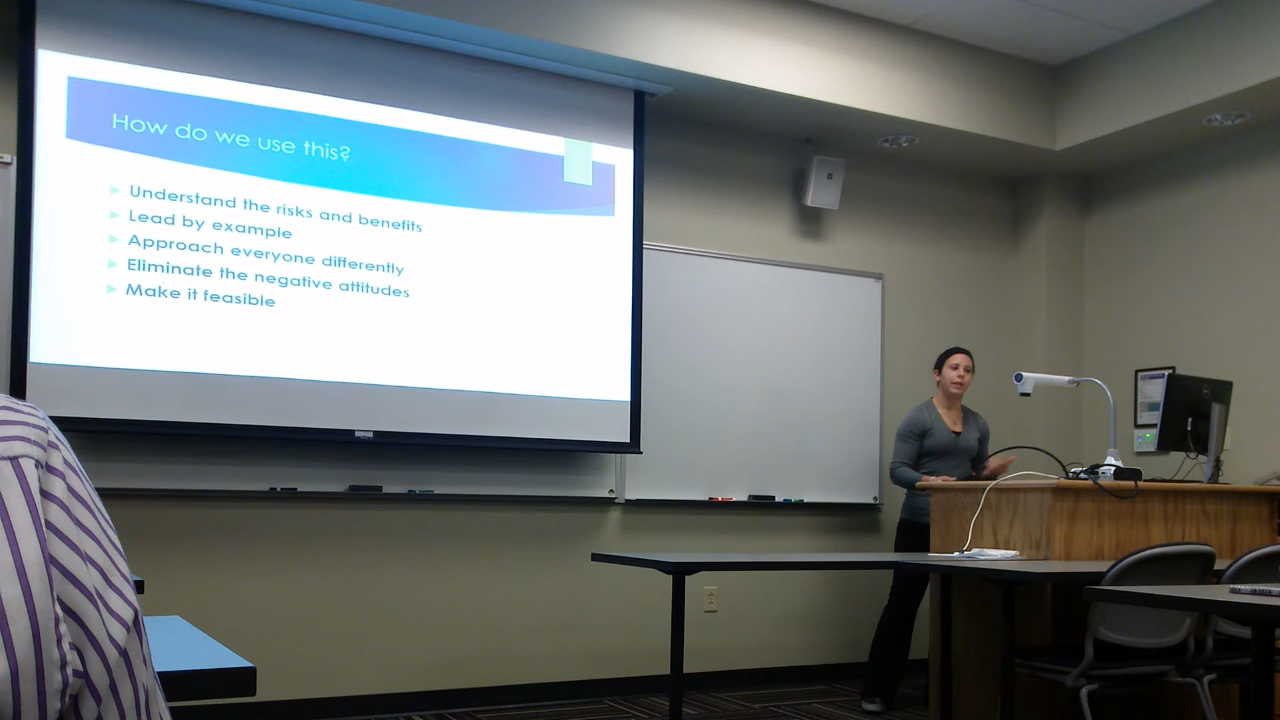 How do we use this?
Understand the risks and benefits
Lead by example
Approach everyone differently
Eliminate the negative attitudes
Make it feasible